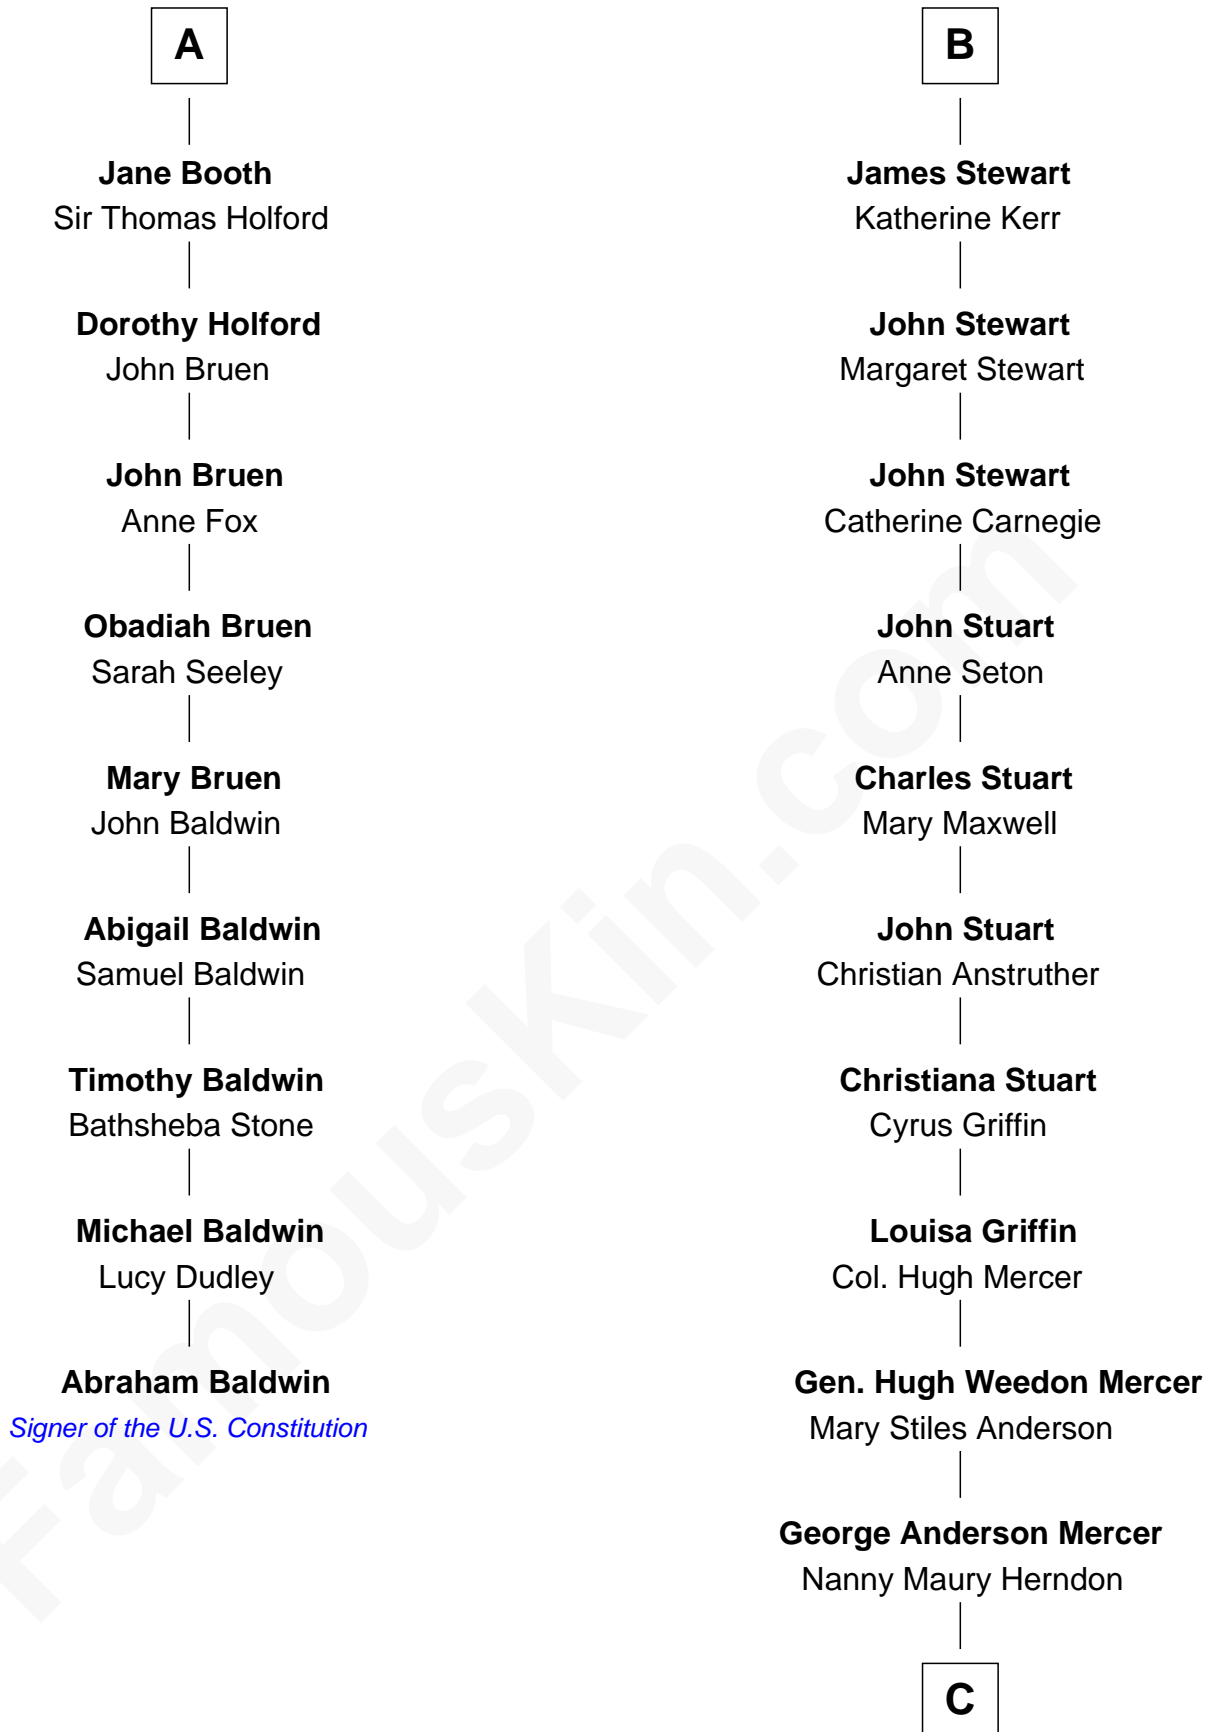 A
Jane Booth
Sir Thomas Holford
Dorothy Holford
John Bruen
John Bruen
Anne Fox
Obadiah Bruen
Sarah Seeley
Mary Bruen
John Baldwin
Abigail Baldwin
Samuel Baldwin
Timothy Baldwin
Bathsheba Stone
Michael Baldwin
Lucy Dudley
Abraham Baldwin
Signer of the U.S. Constitution
B
James Stewart
Katherine Kerr
John Stewart
Margaret Stewart
John Stewart
Catherine Carnegie
John Stuart
Anne Seton
Charles Stuart
Mary Maxwell
John Stuart
Christian Anstruther
Christiana Stuart
Cyrus Griffin
Louisa Griffin
Col. Hugh Mercer
Gen. Hugh Weedon Mercer
Mary Stiles Anderson
George Anderson Mercer
Nanny Maury Herndon
C
FamousKin.com